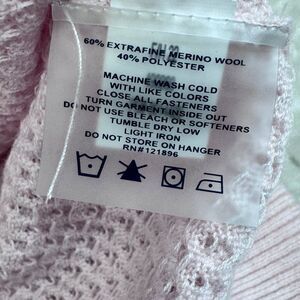 60% EXTRAFINE MERINO WOOL
40% POLYESTER
MACHINE WASH COLD
WITH LIKE COLORS
CLOSE ALL FASTENERS
TURN GARMENT INSIDE OUT
DO NOT USE BLEACH OR SOFTENERS
TUMBLE DRY LOW
LIGHT IRON
DO NOT STORE ON HANGER
RN#121896